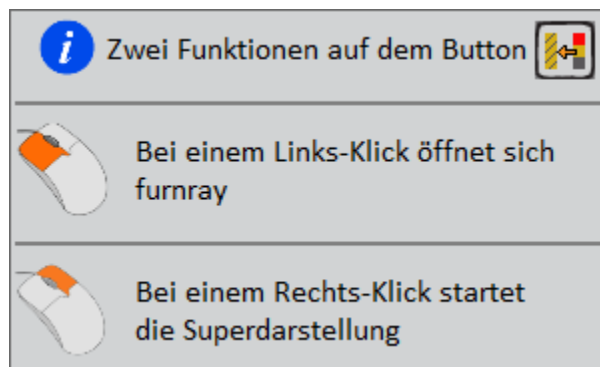 i Zwei Funktionen auf dem Button
Bei einem Links-Klick öffnet sich
furnray
Bei einem Rechts-Klick startet
die Superdarstellung